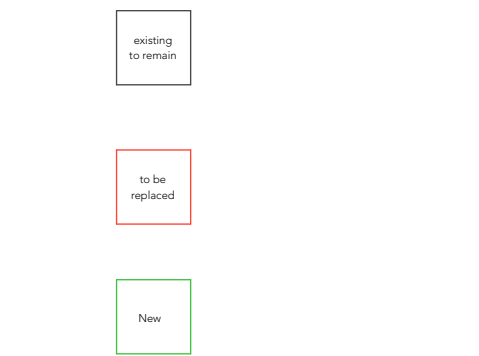 existing
to remain
to be
replaced
New